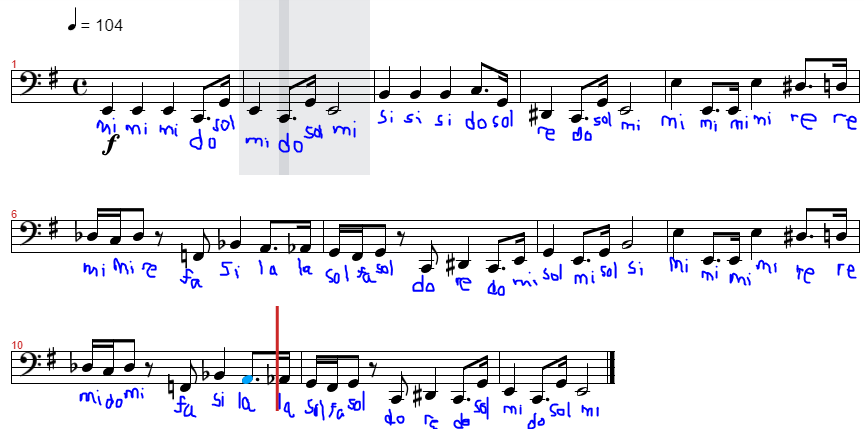 = 104
1
mi mi mi do sol mi do sol mi si si si do sol re do sol mi mi mi mi mi re re
f
6
mi mi re fa si la la sol fa sol do re do mi sol mi sol si mi mi mi mi re re
10
mi do mi fa si la la sol fa sol do re do sol mi do sol mi